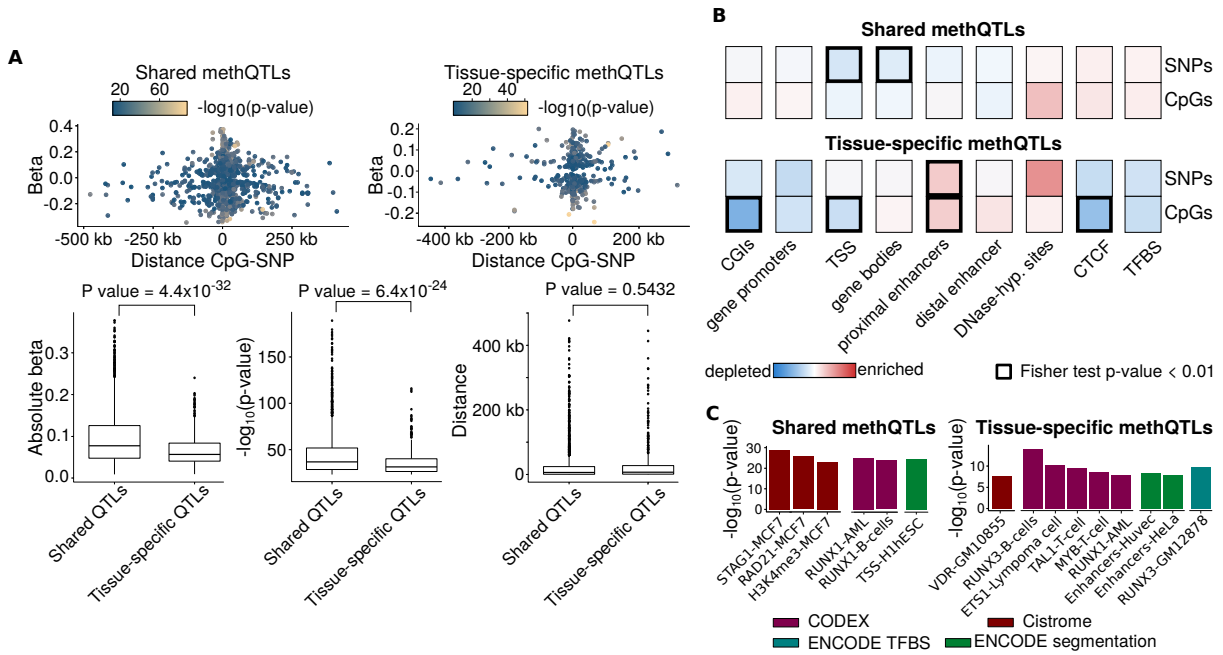 A
Shared methQTLs
20 60
-log10(p-value)
Beta
0.4
0.2
0.0
-0.2
-500 kb -250 kb 0 250 kb
Distance CpG-SNP
Tissue-specific methQTLs
20 40
-log10(p-value)
Beta
0.2
0.1
0.0
-0.1
-0.2
-400 kb -200 kb 0 200 kb
Distance CpG-SNP
P value = 4.4x10-32
Absolute beta
0.3
0.2
0.1
0.0
Shared QTLs
Tissue-specific QTLs
P value = 6.4x10-24
-log10(p-value)
150
100
50
Shared QTLs
Tissue-specific QTLs
P value = 0.5432
Distance
400 kb
200 kb
0
Shared QTLs
Tissue-specific QTLs
B
Shared methQTLs
SNPs
CpGs
Tissue-specific methQTLs
SNPs
CpGs
CGIs
gene promoters
TSS
gene bodies
proximal enhancers
distal enhancer
DNase-hyp. sites
CTCF
TFBS
depleted enriched
Fisher test p-value < 0.01
C
Shared methQTLs
-log10(p-value)
30
20
10
0
STAG1-MCF7
RAD21-MCF7
H3K4me3-MCF7
RUNX1-AML
RUNX1-B-cells
TSS-H1hESC
Tissue-specific methQTLs
-log10(p-value)
10
5
0
VDR-GM10855
RUNX3-B-cells
ETS1-Lympoma cell
TAL1-T-cell
MYB-T-cell
RUNX1-AML
Enhancers-Huvec
Enhancers-HeLa
RUNX3-GM12878
CODEX
Cistrome
ENCODE TFBS
ENCODE segmentation